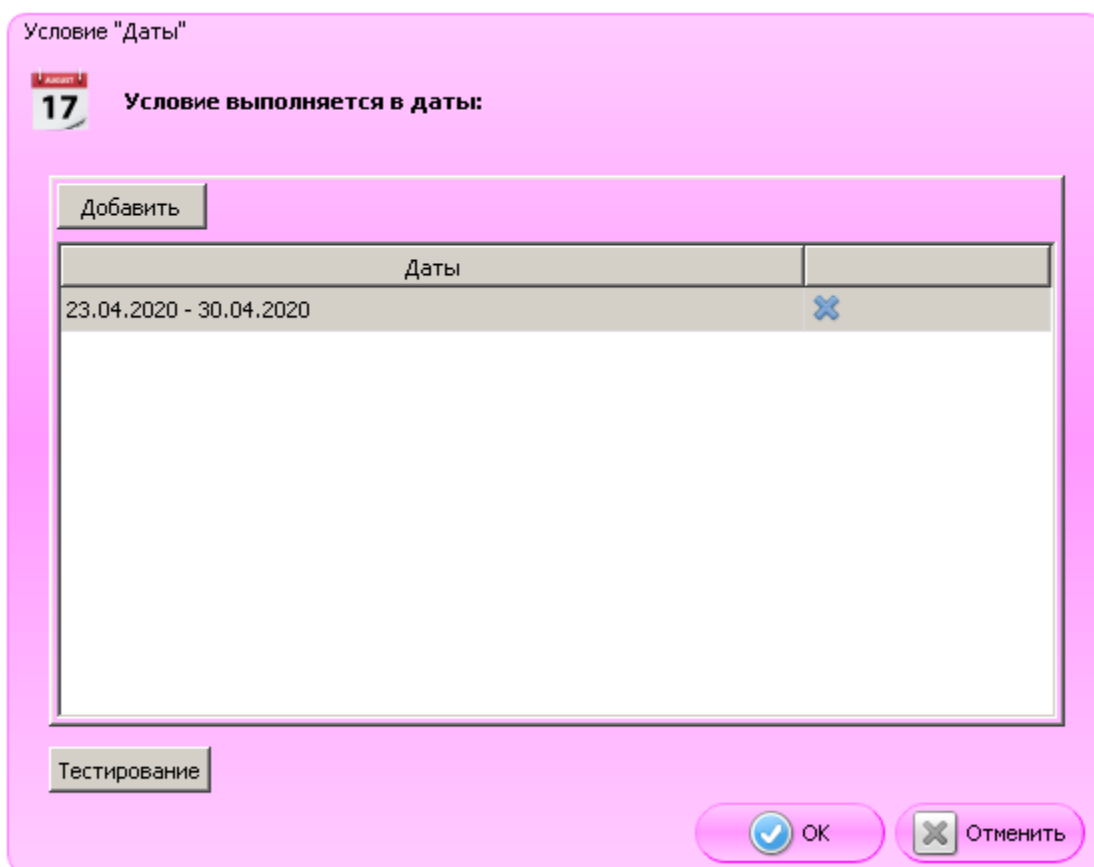 Условие "Даты"
AUGUST
17
Условие выполняется в даты:
Добавить
Даты
23.04.2020 - 30.04.2020
Тестирование
OK
Отменить